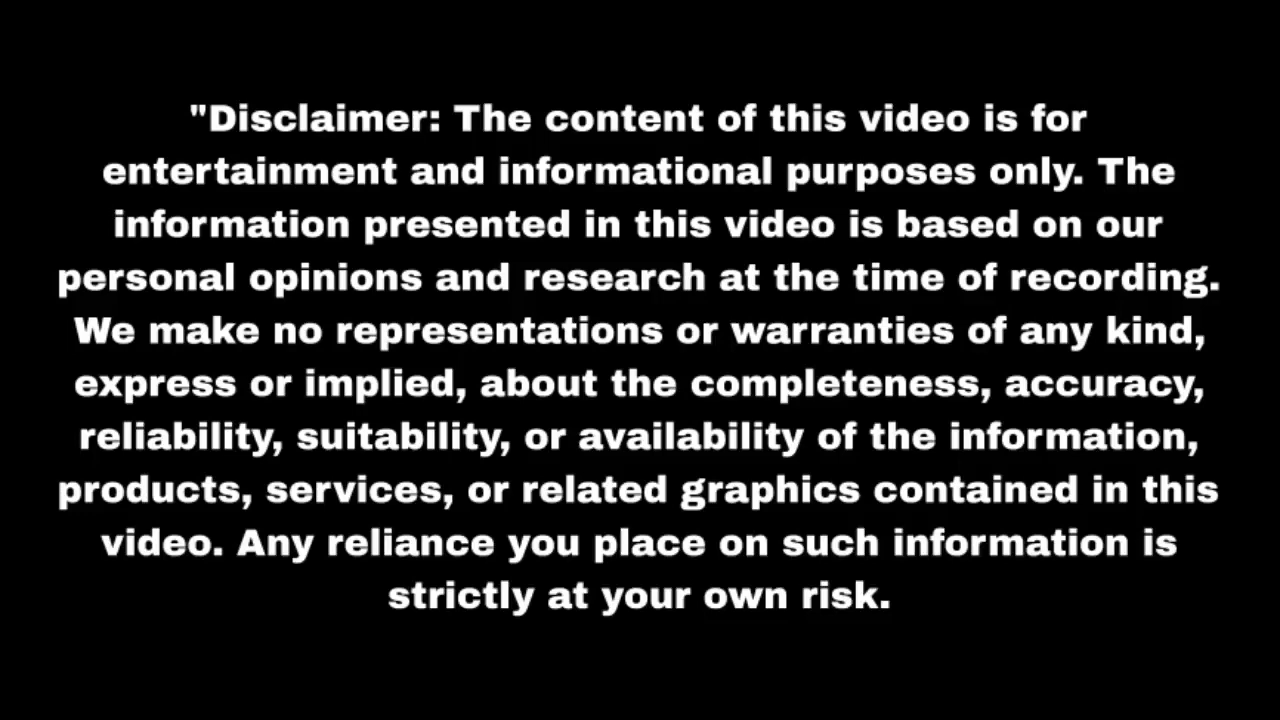 "Disclaimer: The content of this video is for
entertainment and informational purposes only. The
information presented in this video is based on our
personal opinions and research at the time of recording.
We make no representations or warranties of any kind,
express or implied, about the completeness, accuracy,
reliability, suitability, or availability of the information,
products, services, or related graphics contained in this
video. Any reliance you place on such information is
strictly at your own risk.